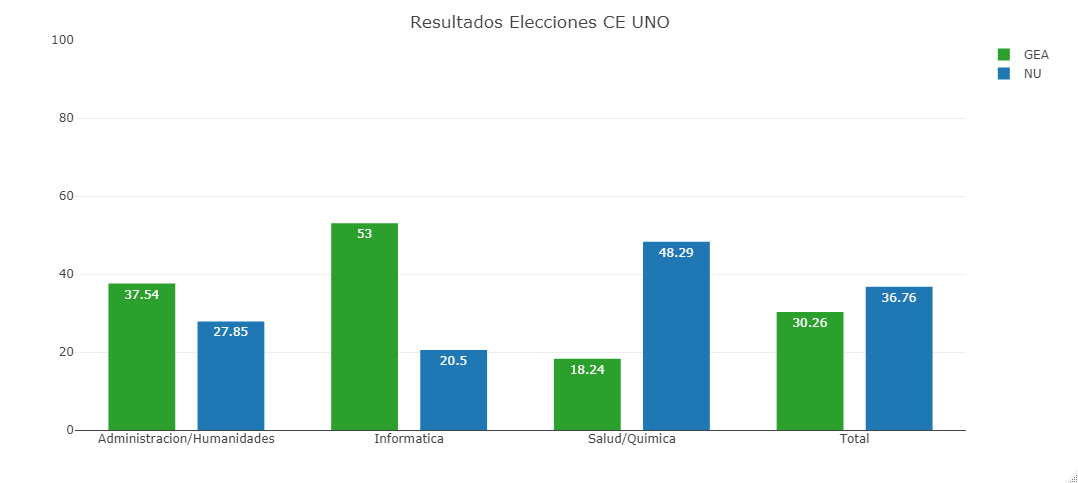 Resultados Elecciones CE UNO
GEA
NU
100
80
60
40
20
0
37.54
27.85
53
20.5
18.24
48.29
30.26
36.76
Administracion/Humanidades
Informatica
Salud/Quimica
Total